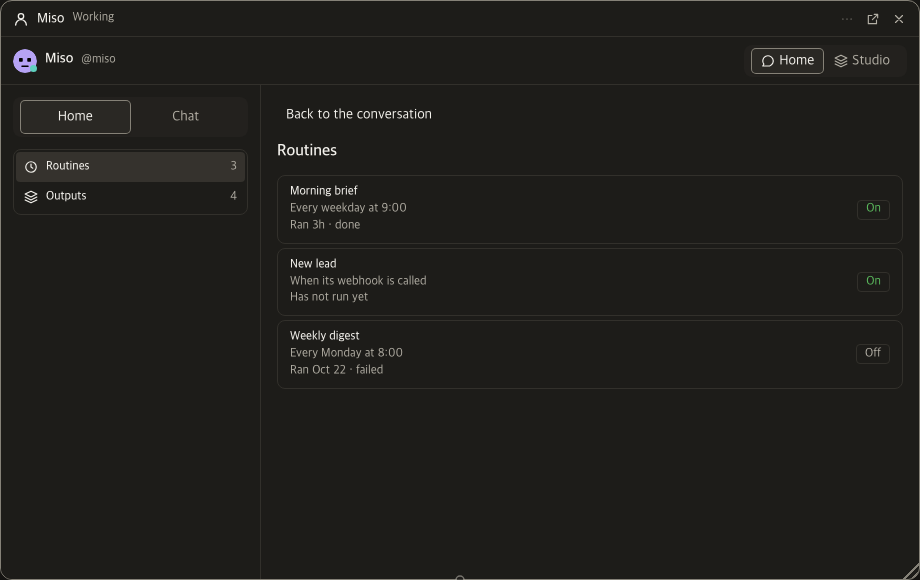 Miso Working
Miso @miso
Home Studio
Home Chat
Routines 3
Outputs 4
Back to the conversation
Routines
Morning brief
Every weekday at 9:00
Ran 3h · done
On
New lead
When its webhook is called
Has not run yet
On
Weekly digest
Every Monday at 8:00
Ran Oct 22 · failed
Off